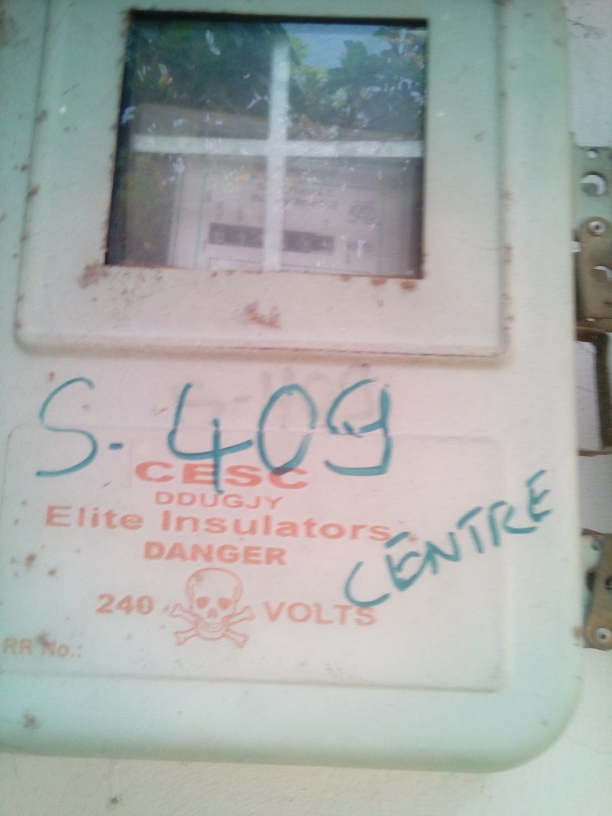 S- 409
CESC
DDUGJY
Elite Insulators
CENTRE
DANGER
240 VOLTS
RR No.: